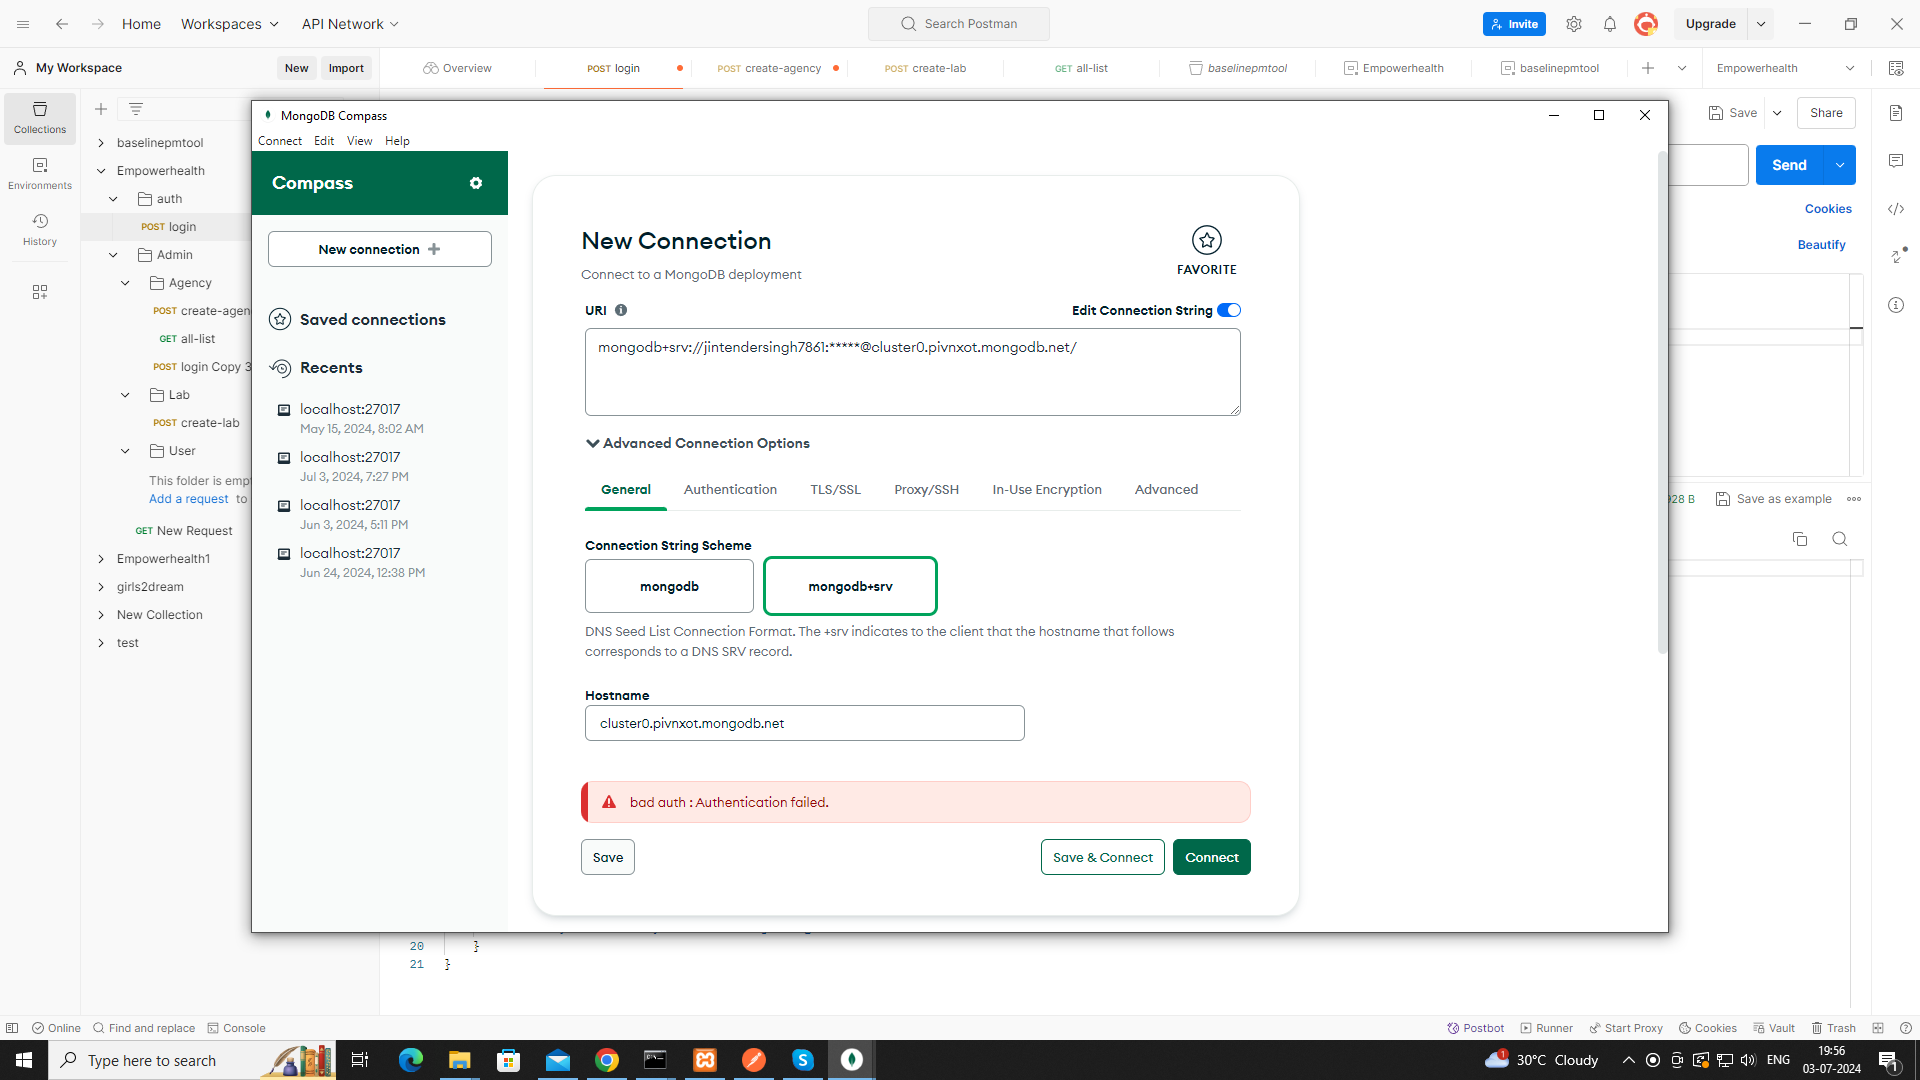 Home
Workspaces
API Network
Search Postman
Invite
Upgrade
My Workspace
New
Import
Overview
POST login
POST create-agency
POST create-lab
GET all-list
baselinepmtool
Empowerhealth
baselinepmtool
Empowerhealth
Collections
Environments
History
baselinepmtool
Empowerhealth
auth
POST login
Admin
Agency
POST create-agen
GET all-list
POST login Copy 3
Lab
POST create-lab
User
This folder is empt
Add a request to
GET New Request
Empowerhealth1
girls2dream
New Collection
test
MongoDB Compass
Connect Edit View Help
Compass
New connection
Saved connections
Recents
localhost:27017
May 15, 2024, 8:02 AM
localhost:27017
Jul 3, 2024, 7:27 PM
localhost:27017
Jun 3, 2024, 5:11 PM
localhost:27017
Jun 24, 2024, 12:38 PM
New Connection
Connect to a MongoDB deployment
FAVORITE
URI
Edit Connection String
mongodb+srv://jintendersingh7861:*****@cluster0.pivnxot.mongodb.net/
Advanced Connection Options
General Authentication TLS/SSL Proxy/SSH In-Use Encryption Advanced
Connection String Scheme
mongodb
mongodb+srv
DNS Seed List Connection Format. The +srv indicates to the client that the hostname that follows
corresponds to a DNS SRV record.
Hostname
cluster0.pivnxot.mongodb.net
bad auth : Authentication failed.
Save
Save & Connect
Connect
Save
Share
Send
Cookies
Beautify
928 B
Save as example
20 }
21 }
Online
Find and replace
Console
Postbot
Runner
Start Proxy
Cookies
Vault
Trash
Type here to search
1
30°C Cloudy
ENG
19:56
03-07-2024
1